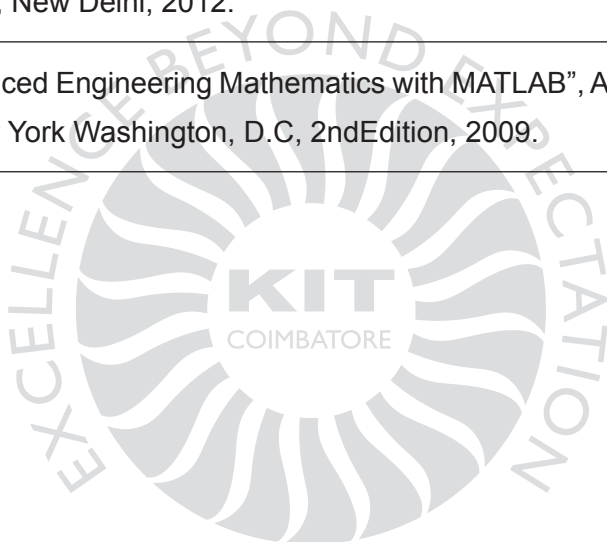 , New Delhi, 2012.
ced Engineering Mathematics with MATLAB”, A
York Washington, D.C, 2ndEdition, 2009.
EXCELLENCE BEYOND EXPECTATION
KIT
COIMBATORE